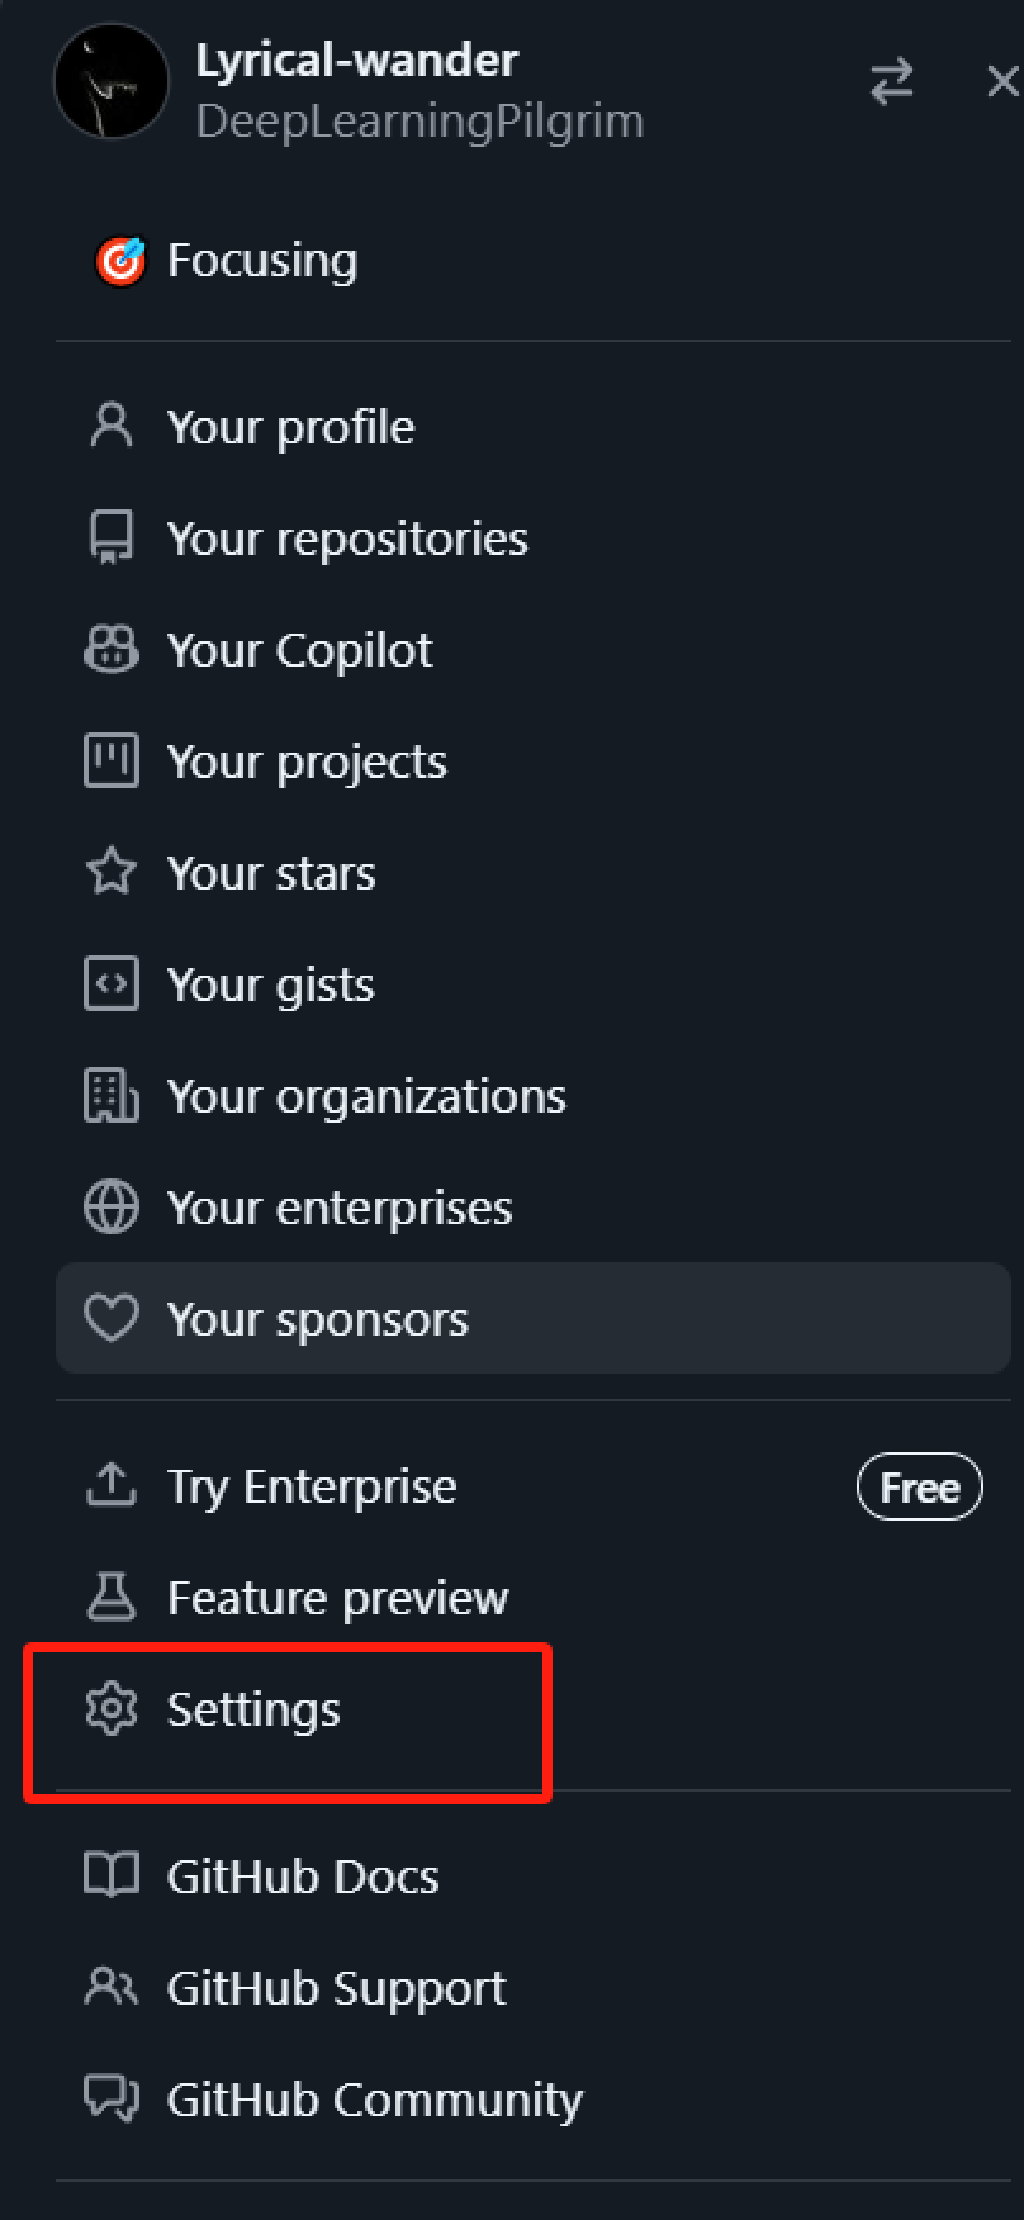 Lyrical-wander
DeepLearningPilgrim
Focusing
Your profile
Your repositories
Your Copilot
Your projects
Your stars
Your gists
Your organizations
Your enterprises
Your sponsors
Try Enterprise Free
Feature preview
Settings
GitHub Docs
GitHub Support
GitHub Community